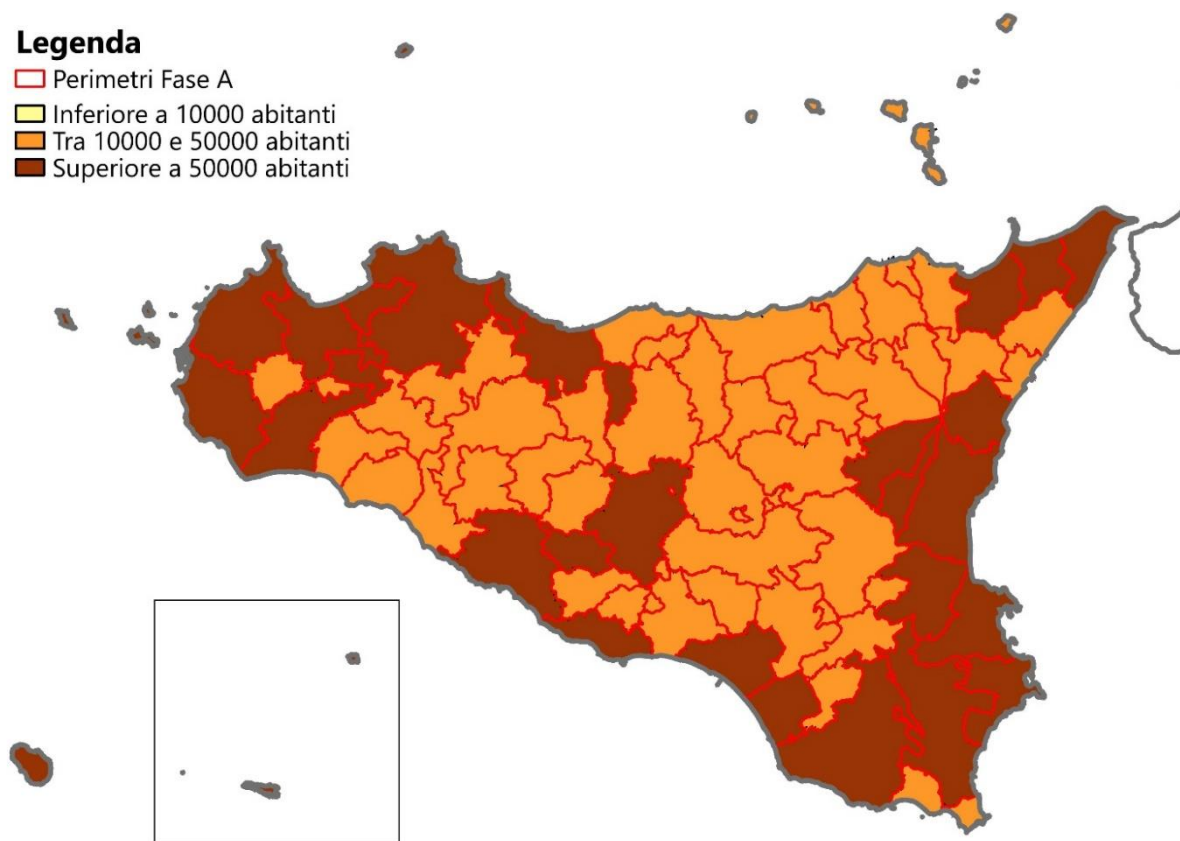 Legenda
Perimetri Fase A
Inferiore a 10000 abitanti
Tra 10000 e 50000 abitanti
Superiore a 50000 abitanti